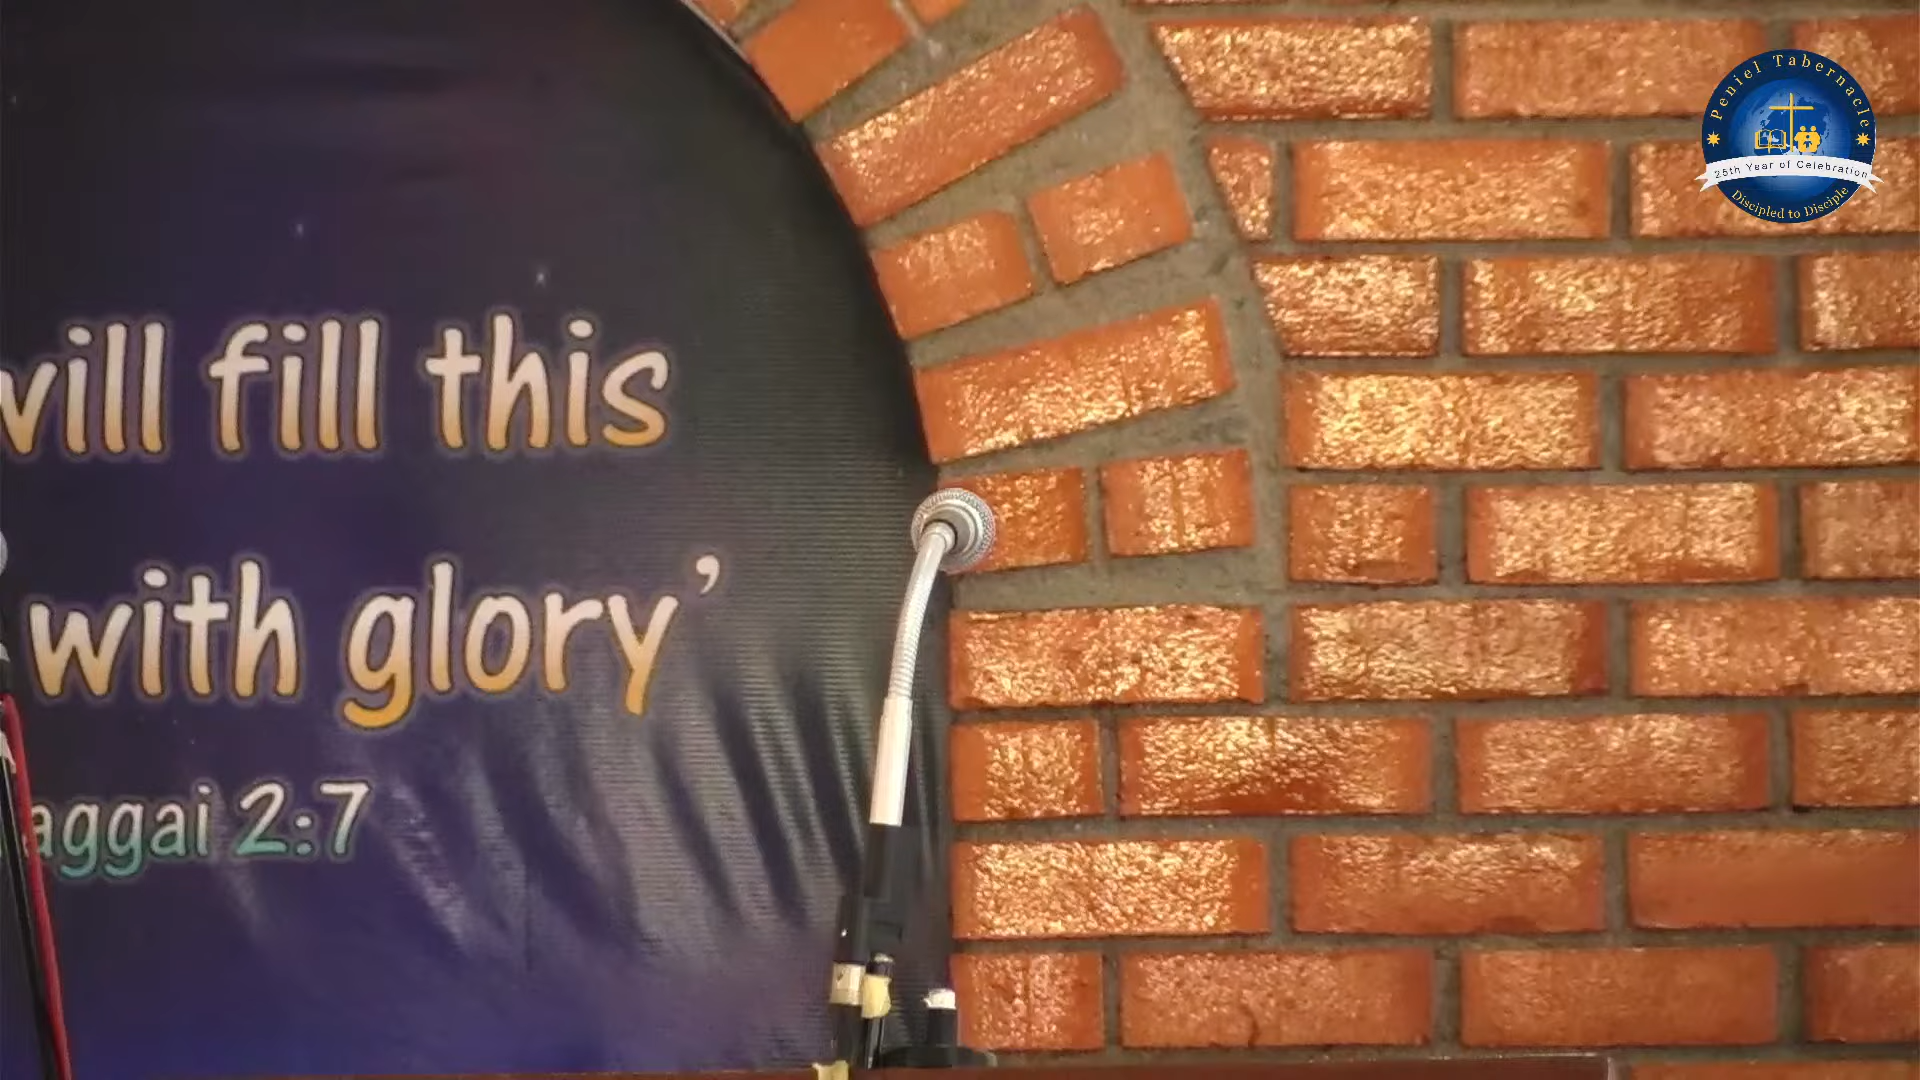 will fill this
with glory’
aggai 2:7
Peniel Tabernacle
25th Year of Celebration
Discipled to Disciple